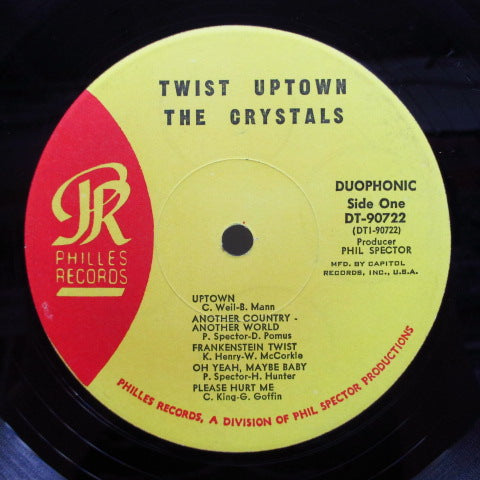 TWIST UPTOWN
THE CRYSTALS
PR
PHILLES
RECORDS
DUOPHONIC
Side One
DT-90722
(DT1-90722)
Producer
PHIL SPECTOR
MFD. BY CAPITOL
RECORDS, INC., U.S.A.
UPTOWN
C. Weil-B. Mann
ANOTHER COUNTRY -
ANOTHER WORLD
P. Spector-D. Pomus
FRANKENSTEIN TWIST
K. Henry-W. McCorkle
OH YEAH, MAYBE BABY
P. Spector-H. Hunter
PLEASE HURT ME
C. King-G. Goffin
PHILLES RECORDS, A DIVISION OF PHIL SPECTOR PRODUCTIONS